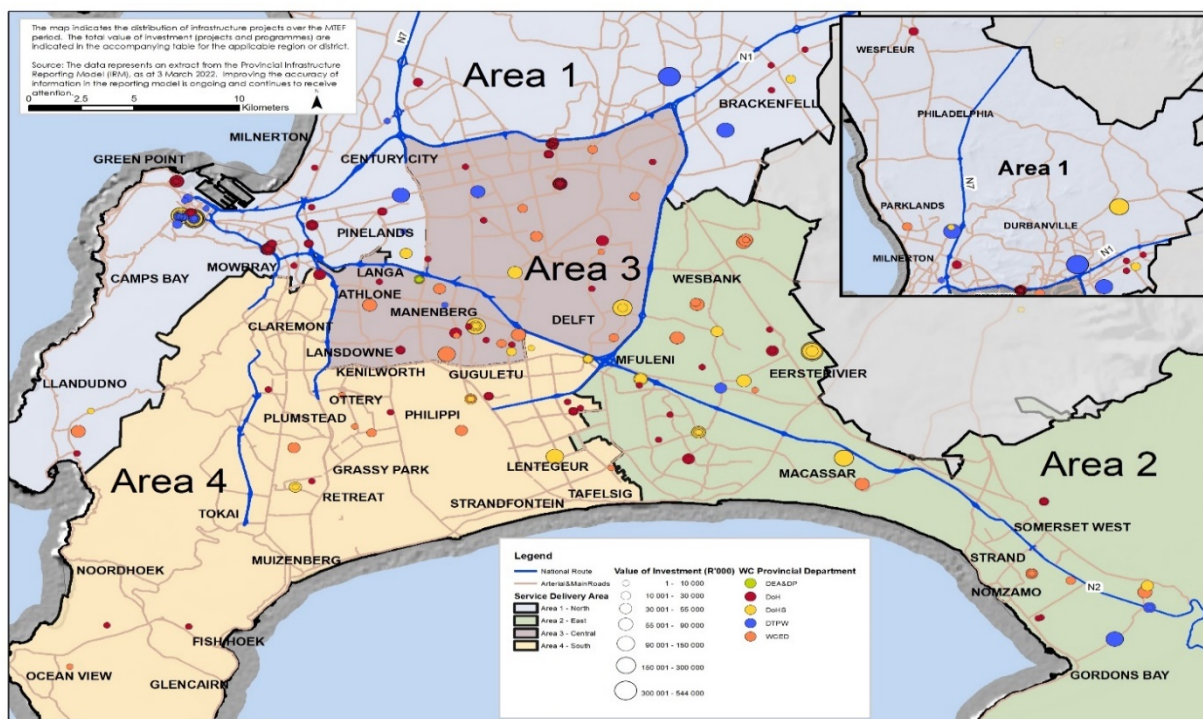 The map indicates the distribution of infrastructure projects over the MTEF
period. The total value of investment (projects and programmes) are
indicated in the accompanying table for the applicable region or district.
Source: The data represents an extract from the Provincial Infrastructure
Reporting Model (IRM), as at 3 March 2022. Improving the accuracy of
information in the reporting model is ongoing and continues to receive
attention.
0 2.5 5 10
Kilometers
N7
Area 1
N1
BRACKENFELL
MILNERTON
GREEN POINT
CENTURY CITY
PINELANDS
CAMPS BAY
MOWBRAY
LANGA
ATHLONE
Area 3
WESBANK
MANENBERG
DELFT
CLAREMONT
LANSDOWNE
KENILWORTH
GUGULETU
MFULENI
EERSTERIVIER
LLANDUDNO
OTTERY
PLUMSTEAD
PHILIPPI
Area 4
GRASSY PARK
LENTEGEUR
MACASSAR
Area 2
RETREAT
STRANDFONTEIN
TAFELSIG
TOKAI
SOMERSET WEST
MUIZENBERG
STRAND
NOORDHOEK
NOMZAMO
N2
FISH HOEK
OCEAN VIEW
GLENCAIRN
GORDONS BAY
WESFLEUR
PHILADELPHIA
Area 1
N7
PARKLANDS
DURBANVILLE
MILNERTON
N1
Legend
National Route
Arterial&MainRoads
Service Delivery Area
Area 1 - North
Area 2 - East
Area 3 - Central
Area 4 - South
Value of Investment (R'000)
1 - 10 000
10 001 - 30 000
30 001 - 55 000
55 001 - 90 000
90 001 - 150 000
150 001 - 300 000
300 001 - 544 000
WC Provincial Department
DEA&DP
DoH
DoHS
DTPW
WCED